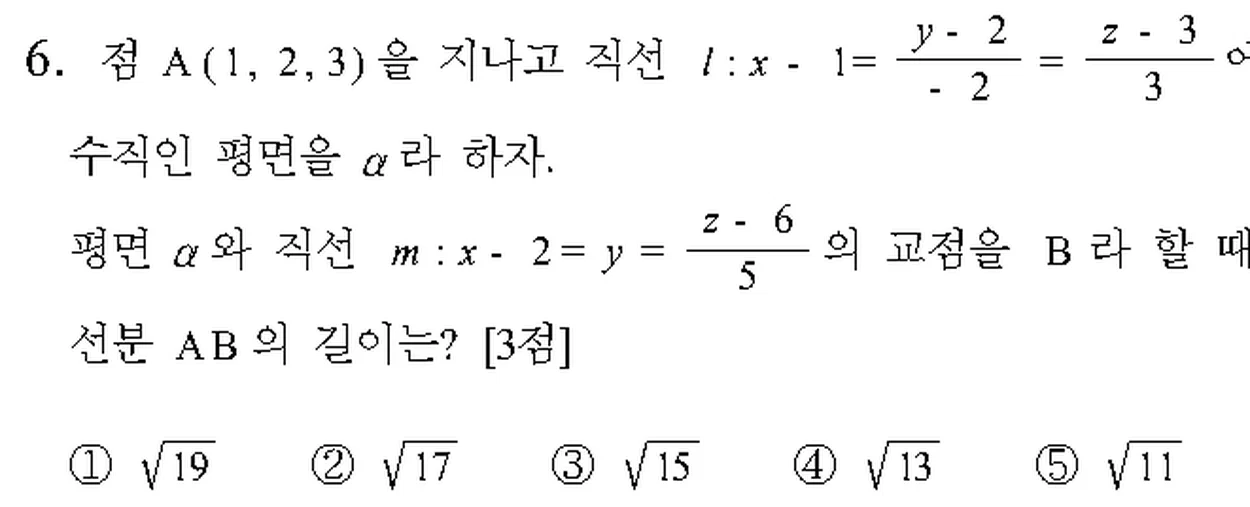 6. 점 A(1, 2, 3)을 지나고 직선 l : x - 1 = \frac{y - 2}{- 2} = \frac{z - 3}{3}
수직인 평면을 α라 하자.
평면 α와 직선 m : x - 2 = y = \frac{z - 6}{5} 의 교점을 B라 할 때
선분 AB의 길이는? [3점]
① √19 ② √17 ③ √15 ④ √13 ⑤ √11